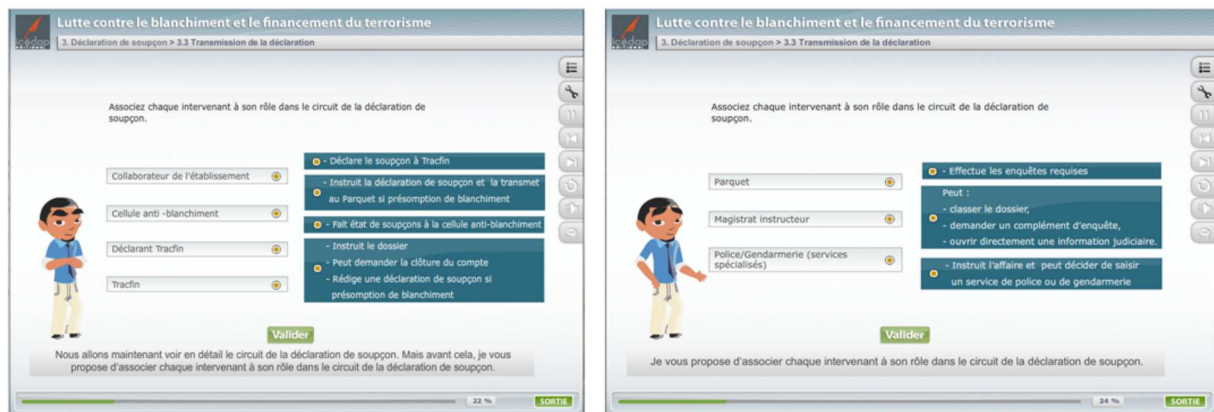 Lutte contre le blanchiment et le financement du terrorisme
icédap
3. Déclaration de soupçon > 3.3 Transmission de la déclaration
Associez chaque intervenant à son rôle dans le circuit de la déclaration de
soupçon.
Collaborateur de l'établissement
Cellule anti -blanchiment
Déclarant Tracfin
Tracfin
- Déclare le soupçon à Tracfin
- Instruit la déclaration de soupçon et la transmet
au Parquet si présomption de blanchiment
- Fait état de soupçons à la cellule anti-blanchiment
- Instruit le dossier
- Peut demander la clôture du compte
- Rédige une déclaration de soupçon si
présomption de blanchiment
Valider
Nous allons maintenant voir en détail le circuit de la déclaration de soupçon. Mais avant cela, je vous
propose d'associer chaque intervenant à son rôle dans le circuit de la déclaration de soupçon.
22 %
SORTIE
Lutte contre le blanchiment et le financement du terrorisme
icédap
3. Déclaration de soupçon > 3.3 Transmission de la déclaration
Associez chaque intervenant à son rôle dans le circuit de la déclaration de
soupçon.
Parquet
Magistrat instructeur
Police/Gendarmerie (services
spécialisés)
- Effectue les enquêtes requises
Peut :
- classer le dossier,
- demander un complément d'enquête,
- ouvrir directement une information judiciaire.
- Instruit l'affaire et peut décider de saisir
un service de police ou de gendarmerie
Valider
Je vous propose d'associer chaque intervenant à son rôle dans le circuit de la déclaration de soupçon.
24 %
SORTIE